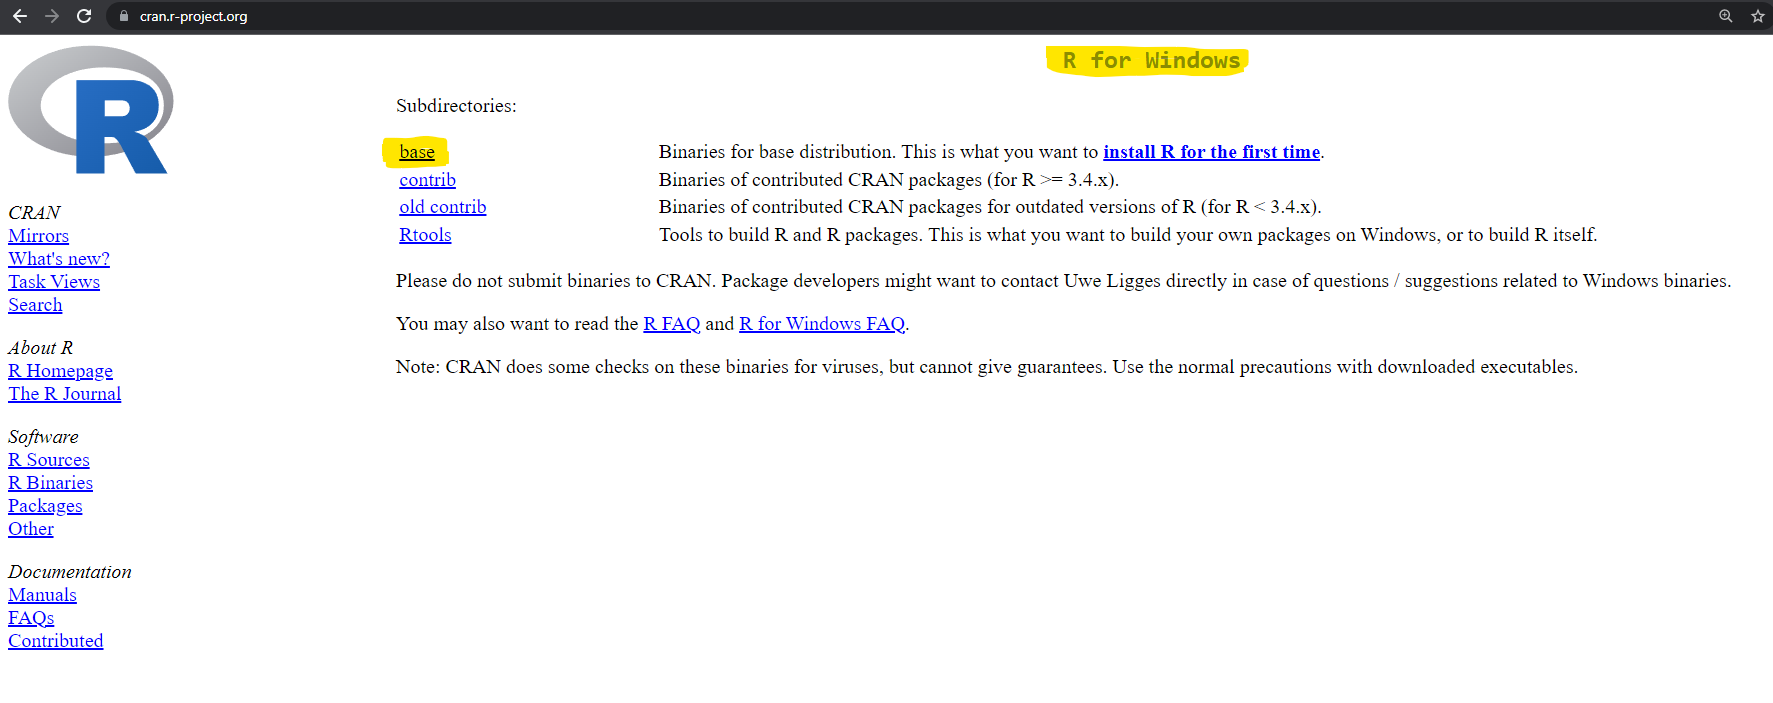 cran.r-project.org
R
CRAN
Mirrors
What's new?
Task Views
Search
About R
R Homepage
The R Journal
Software
R Sources
R Binaries
Packages
Other
Documentation
Manuals
FAQs
Contributed
R for Windows
Subdirectories:
base Binaries for base distribution. This is what you want to install R for the first time.
contrib Binaries of contributed CRAN packages (for R >= 3.4.x).
old contrib Binaries of contributed CRAN packages for outdated versions of R (for R < 3.4.x).
Rtools Tools to build R and R packages. This is what you want to build your own packages on Windows, or to build R itself.
Please do not submit binaries to CRAN. Package developers might want to contact Uwe Ligges directly in case of questions / suggestions related to Windows binaries.
You may also want to read the R FAQ and R for Windows FAQ.
Note: CRAN does some checks on these binaries for viruses, but cannot give guarantees. Use the normal precautions with downloaded executables.